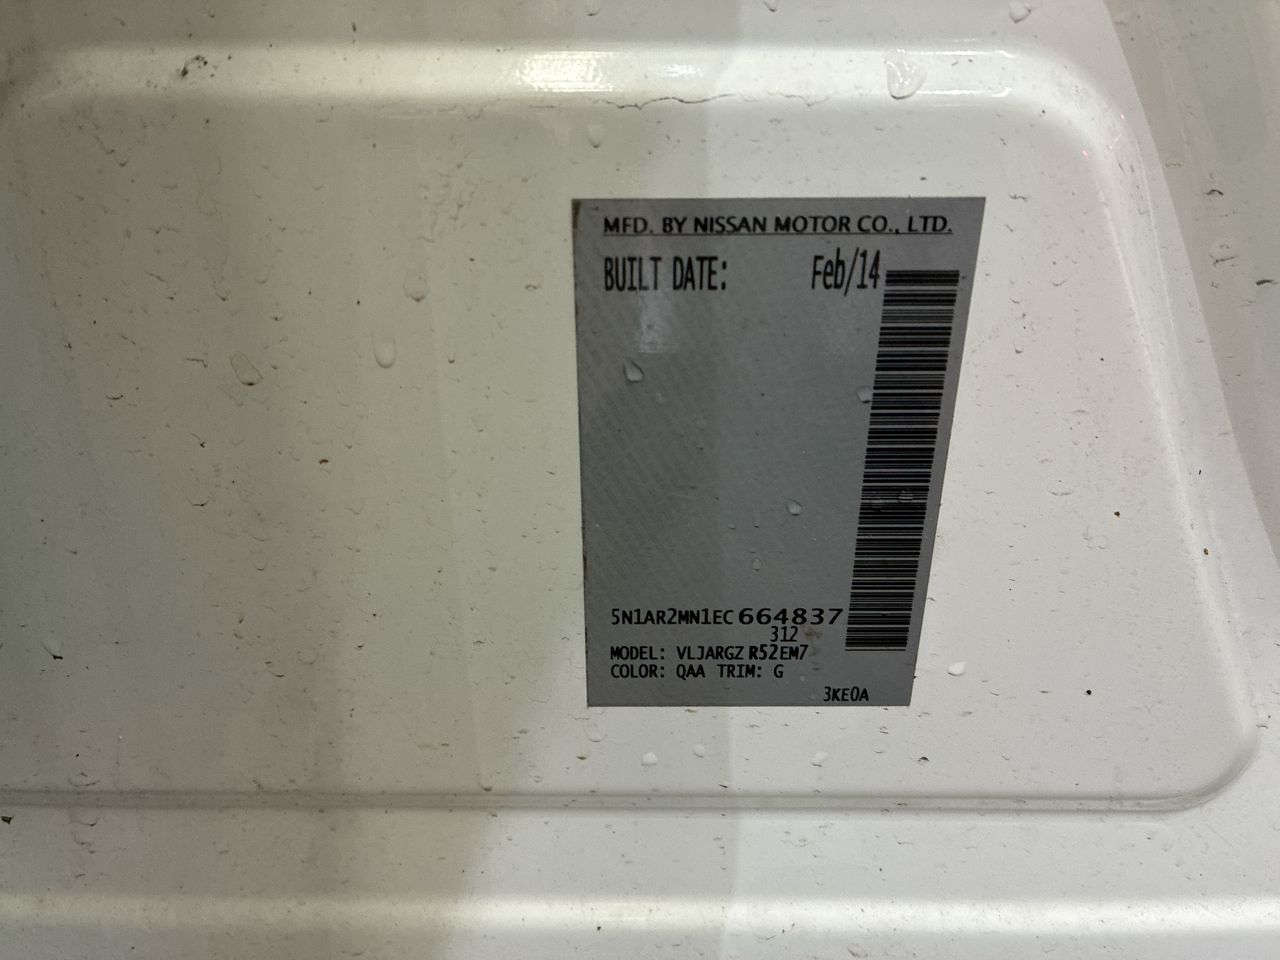 MFD. BY NISSAN MOTOR CO., LTD.
BUILT DATE: Feb/14
5N1AR2MN1EC664837
312
MODEL: VLJARGZ R52EM7
COLOR: QAA TRIM: G
3KE0A